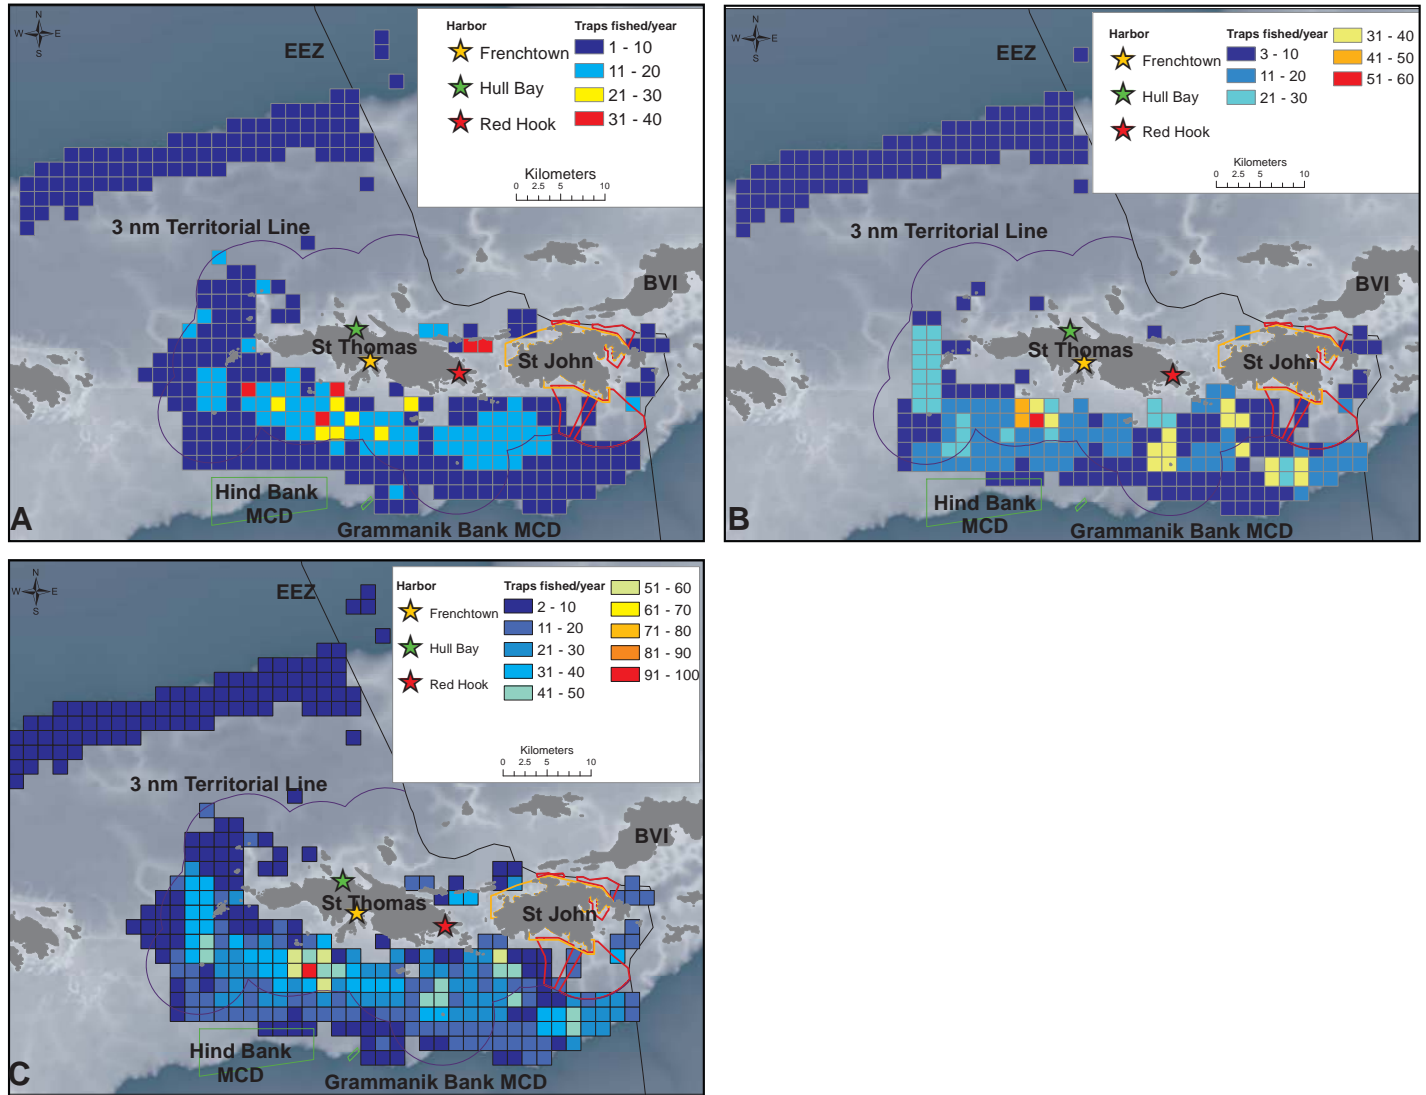 N
W E
S
EEZ
Harbor
Frenchtown
Hull Bay
Red Hook
Traps fished/year
1 - 10
11 - 20
21 - 30
31 - 40
Kilometers
0 2.5 5 10
3 nm Territorial Line
BVI
St Thomas
St John
Hind Bank
MCD
Grammanik Bank MCD
A
N
W E
S
EEZ
Harbor
Frenchtown
Hull Bay
Red Hook
Traps fished/year
3 - 10
11 - 20
21 - 30
31 - 40
41 - 50
51 - 60
Kilometers
0 2.5 5 10
3 nm Territorial Line
BVI
St Thomas
St John
Hind Bank
MCD
Grammanik Bank MCD
B
N
W E
S
EEZ
Harbor
Frenchtown
Hull Bay
Red Hook
Traps fished/year
2 - 10
11 - 20
21 - 30
31 - 40
41 - 50
51 - 60
61 - 70
71 - 80
81 - 90
91 - 100
Kilometers
0 2.5 5 10
3 nm Territorial Line
BVI
St Thomas
St John
Hind Bank
MCD
Grammanik Bank MCD
C